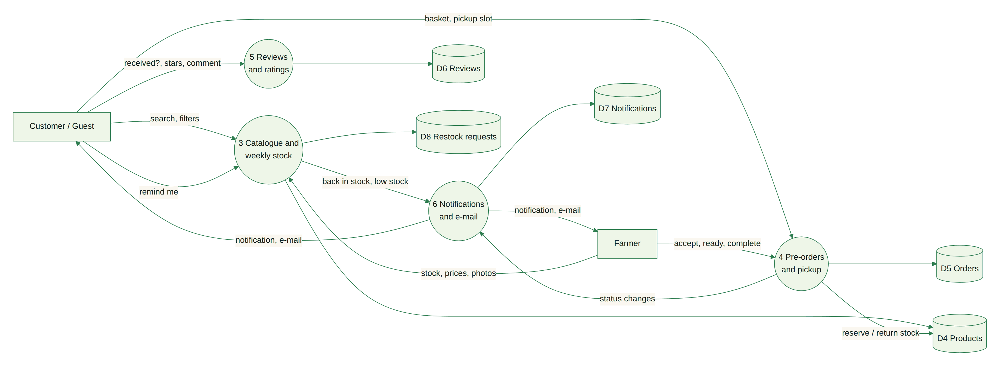 basket, pickup slot
received?, stars, comment
5 Reviews
and ratings
D6 Reviews
D7 Notifications
Customer / Guest
search, filters
3 Catalogue and
weekly stock
D8 Restock requests
remind me
back in stock, low stock
6 Notifications
and e-mail
notification, e-mail
notification, e-mail
Farmer
accept, ready, complete
4 Pre-orders
and pickup
D5 Orders
stock, prices, photos
status changes
reserve / return stock
D4 Products